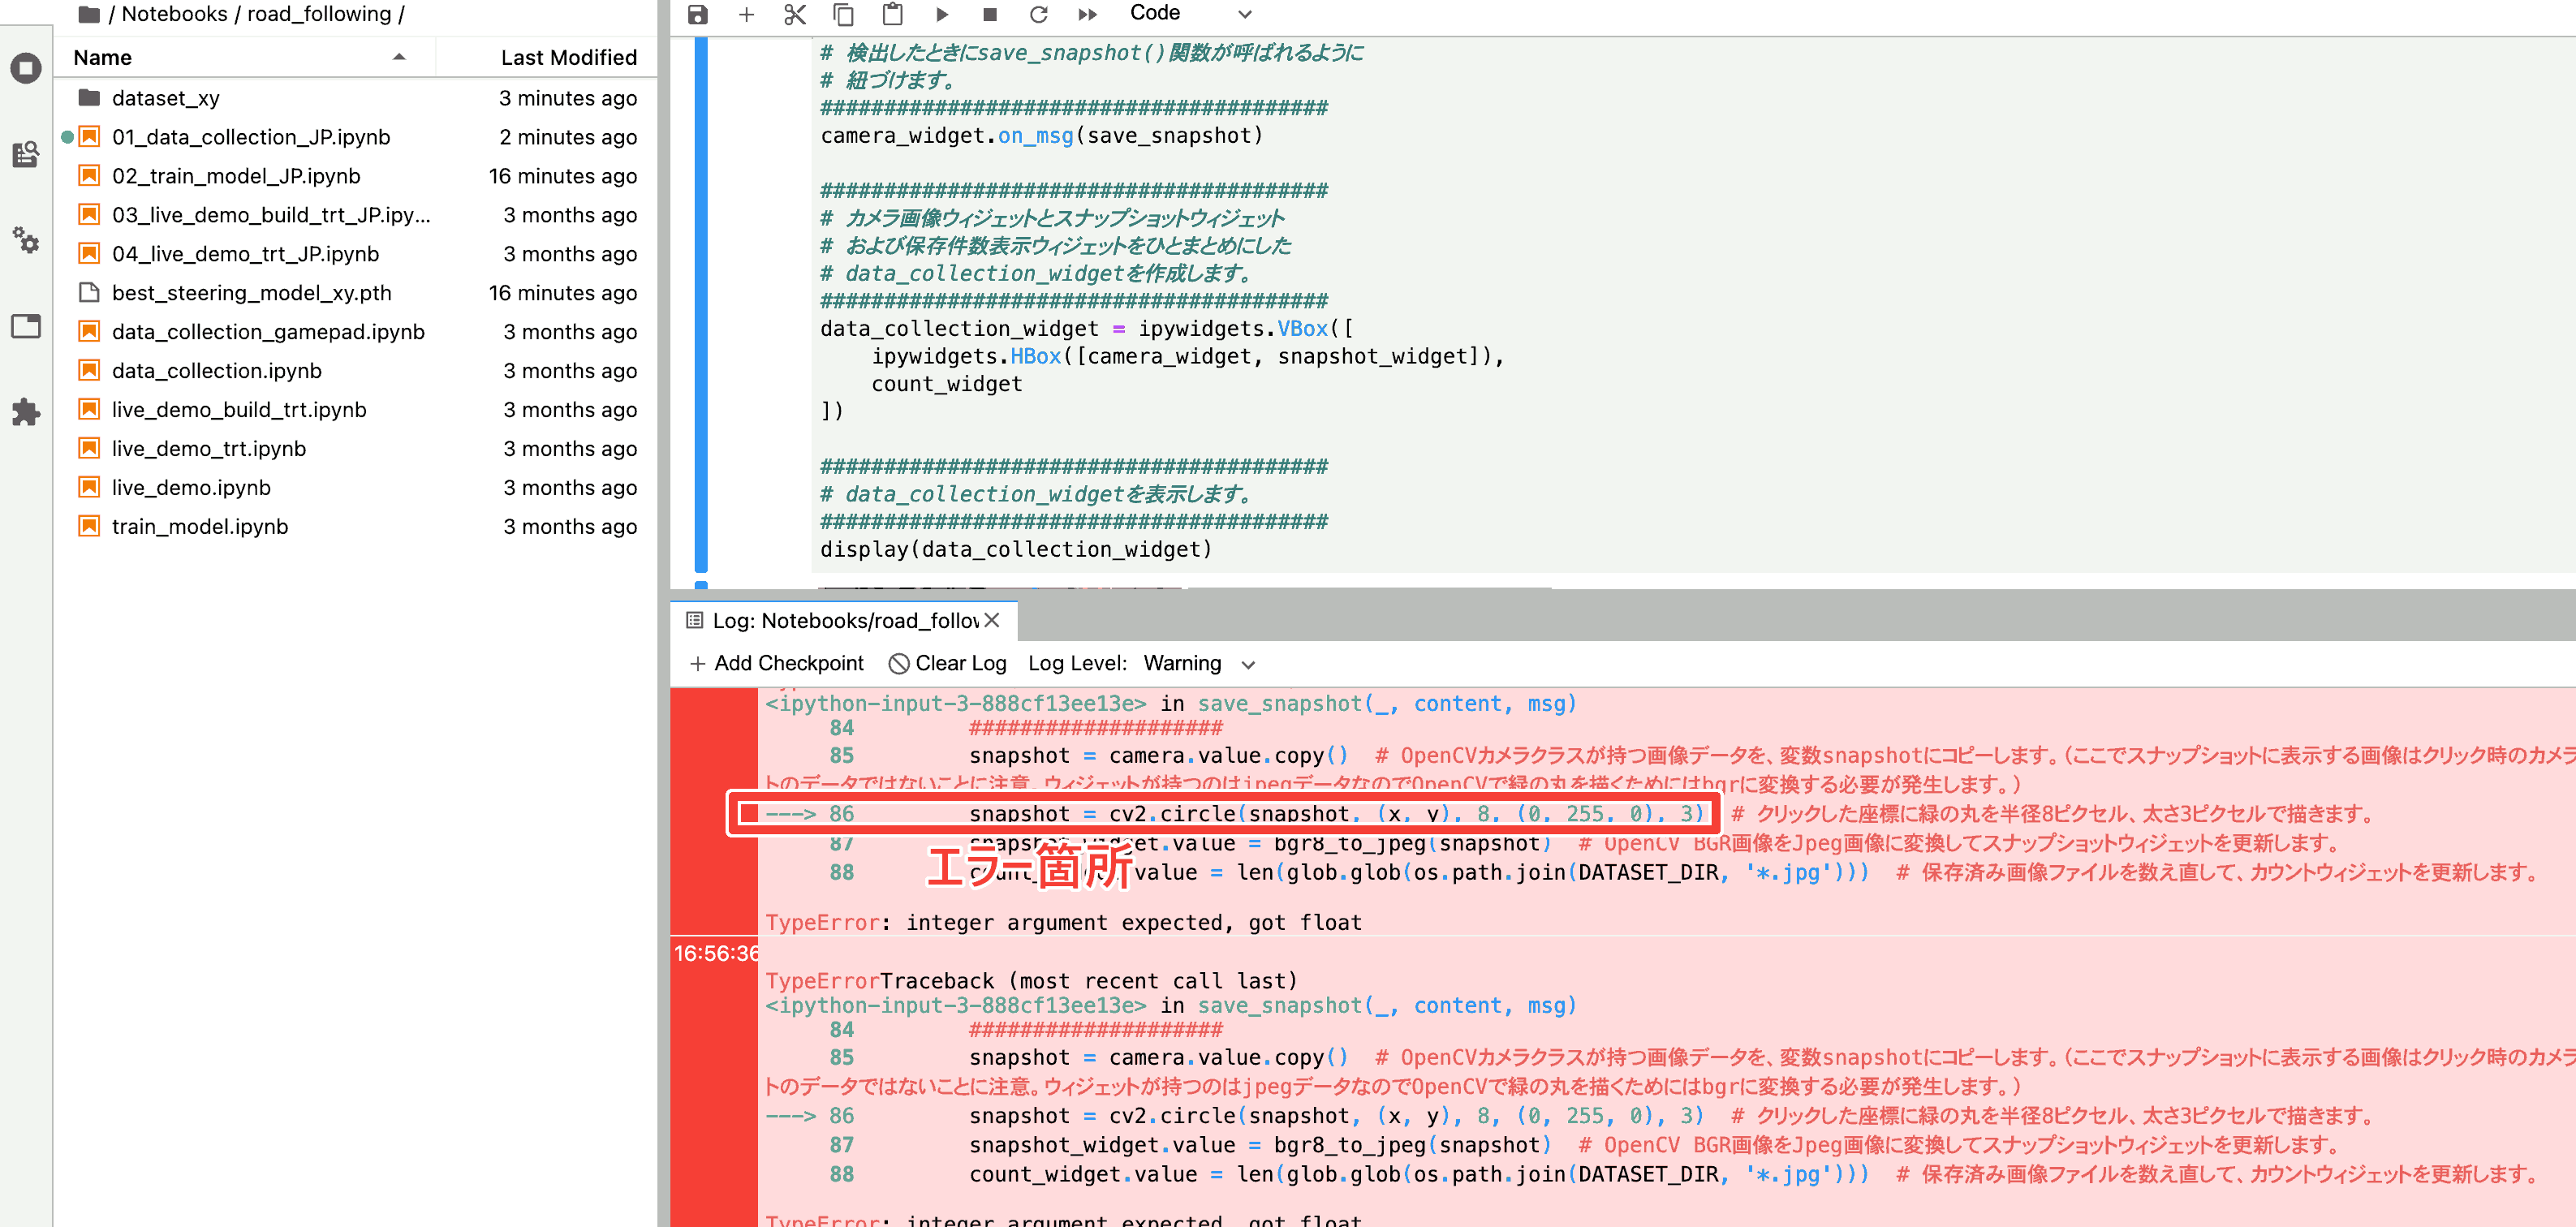 / Notebooks / road_following /
Name
Last Modified
dataset_xy 3 minutes ago
01_data_collection_JP.ipynb 2 minutes ago
02_train_model_JP.ipynb 16 minutes ago
03_live_demo_build_trt_JP.ipy... 3 months ago
04_live_demo_trt_JP.ipynb 3 months ago
best_steering_model_xy.pth 16 minutes ago
data_collection_gamepad.ipynb 3 months ago
data_collection.ipynb 3 months ago
live_demo_build_trt.ipynb 3 months ago
live_demo_trt.ipynb 3 months ago
live_demo.ipynb 3 months ago
train_model.ipynb 3 months ago
Code
# 検出したときにsave_snapshot()関数が呼ばれるように
# 紐づけます。
########################################
camera_widget.on_msg(save_snapshot)
########################################
# カメラ画像ウィジェットとスナップショットウィジェット
# および保存件数表示ウィジェットをひとまとめにした
# data_collection_widgetを作成します。
########################################
data_collection_widget = ipywidgets.VBox([
ipywidgets.HBox([camera_widget, snapshot_widget]),
count_widget
])
########################################
# data_collection_widgetを表示します。
########################################
display(data_collection_widget)
Log: Notebooks/road_follow
Add Checkpoint Clear Log Log Level: Warning
<ipython-input-3-888cf13ee13e> in save_snapshot(_, content, msg)
84 ####################
85 snapshot = camera.value.copy() # OpenCVカメラクラスが持つ画像データを、変数snapshotにコピーします。（ここでスナップショットに表示する画像はクリック時のカメラ
トのデータではないことに注意。ウィジェットが持つのはjpegデータなのでOpenCVで緑の丸を描くためにはbgrに変換する必要が発生します。）
---> 86 snapshot = cv2.circle(snapshot, (x, y), 8, (0, 255, 0), 3) # クリックした座標に緑の丸を半径8ピクセル、太さ3ピクセルで描きます。
87 snapshot_widget.value = bgr8_to_jpeg(snapshot) # OpenCV BGR画像をJpeg画像に変換してスナップショットウィジェットを更新します。
エラー箇所
88 count_widget.value = len(glob.glob(os.path.join(DATASET_DIR, '*.jpg'))) # 保存済み画像ファイルを数え直して、カウントウィジェットを更新します。
TypeError: integer argument expected, got float
16:56:36
TypeErrorTraceback (most recent call last)
<ipython-input-3-888cf13ee13e> in save_snapshot(_, content, msg)
84 ####################
85 snapshot = camera.value.copy() # OpenCVカメラクラスが持つ画像データを、変数snapshotにコピーします。（ここでスナップショットに表示する画像はクリック時のカメラ
トのデータではないことに注意。ウィジェットが持つのはjpegデータなのでOpenCVで緑の丸を描くためにはbgrに変換する必要が発生します。）
---> 86 snapshot = cv2.circle(snapshot, (x, y), 8, (0, 255, 0), 3) # クリックした座標に緑の丸を半径8ピクセル、太さ3ピクセルで描きます。
87 snapshot_widget.value = bgr8_to_jpeg(snapshot) # OpenCV BGR画像をJpeg画像に変換してスナップショットウィジェットを更新します。
88 count_widget.value = len(glob.glob(os.path.join(DATASET_DIR, '*.jpg'))) # 保存済み画像ファイルを数え直して、カウントウィジェットを更新します。
TypeError: integer argument expected, got float